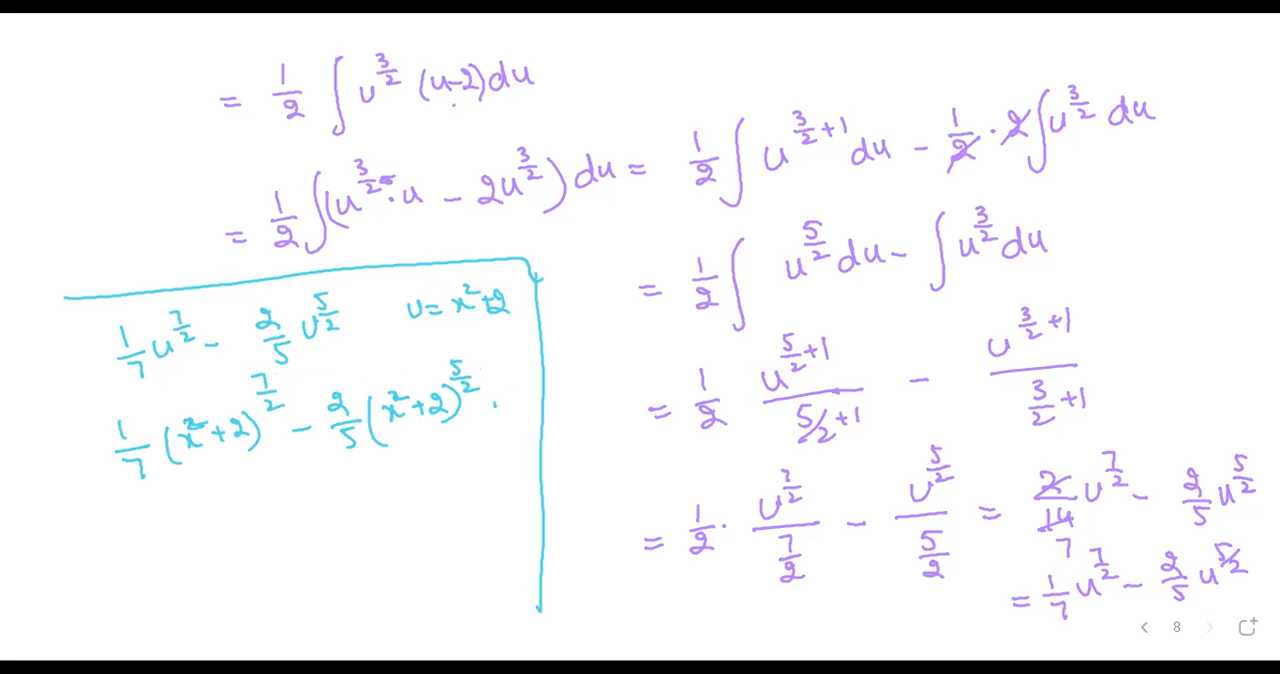 = 1/2 ∫ u^(3/2) (u-2)du
= 1/2 ∫(u^(3/2) · u - 2u^(3/2)) du = 1/2 ∫ u^(3/2 +1) du - 1/2 · 2 ∫ u^(3/2) du
= 1/2 ∫ u^(5/2) du - ∫ u^(3/2) du
= 1/2 u^(5/2 +1) / (5/2 +1) - u^(3/2 +1) / (3/2 +1)
= 1/2 · u^(7/2) / (7/2) - u^(5/2) / (5/2) = 2/14 7 u^(7/2) - 2/5 u^(5/2)
= 1/7 u^(7/2) - 2/5 u^(5/2)
1/7 u^(7/2) - 2/5 u^(5/2) u = x²+2
1/7 (x²+2)^(7/2) - 2/5 (x²+2)^(5/2) .
< 8 >